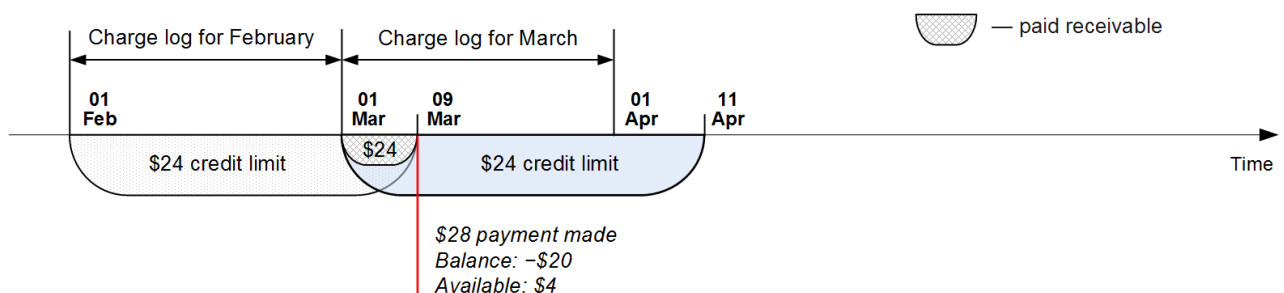 Charge log for February
Charge log for March
— paid receivable
01
Feb
01
Mar
09
Mar
01
Apr
11
Apr
$24 credit limit
$24
$24 credit limit
Time
$28 payment made
Balance: −$20
Available: $4